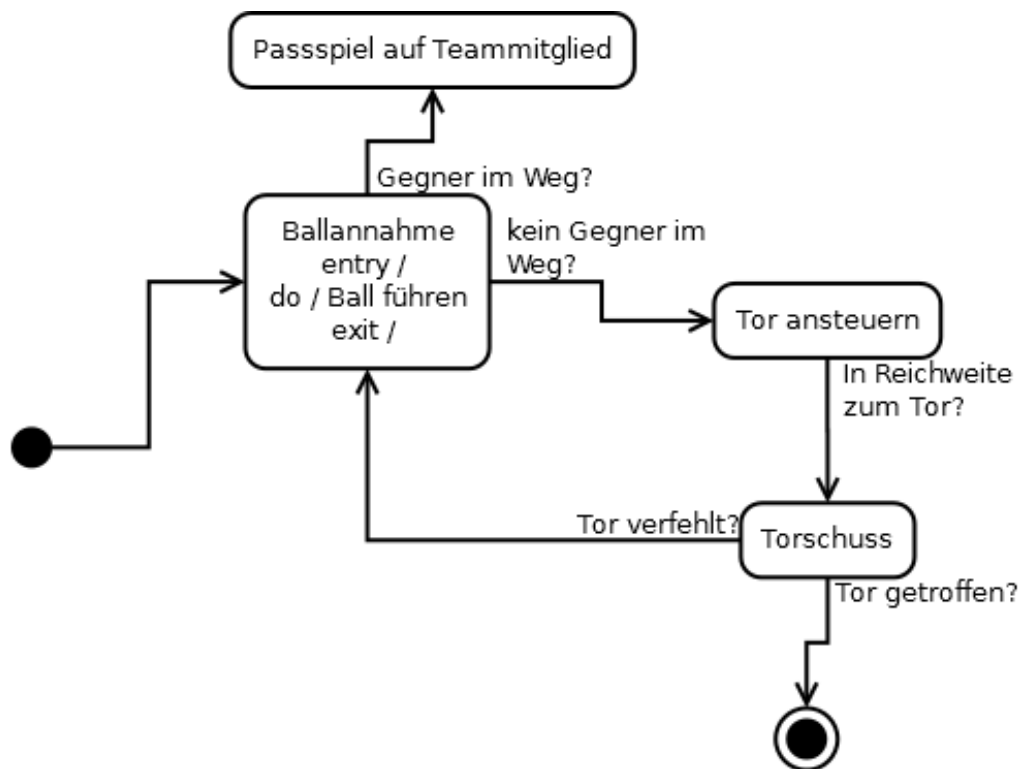 Passspiel auf Teammitglied
Gegner im Weg?
Ballannahme
entry /
do / Ball führen
exit /
kein Gegner im
Weg?
Tor ansteuern
In Reichweite
zum Tor?
Tor verfehlt?
Torschuss
Tor getroffen?